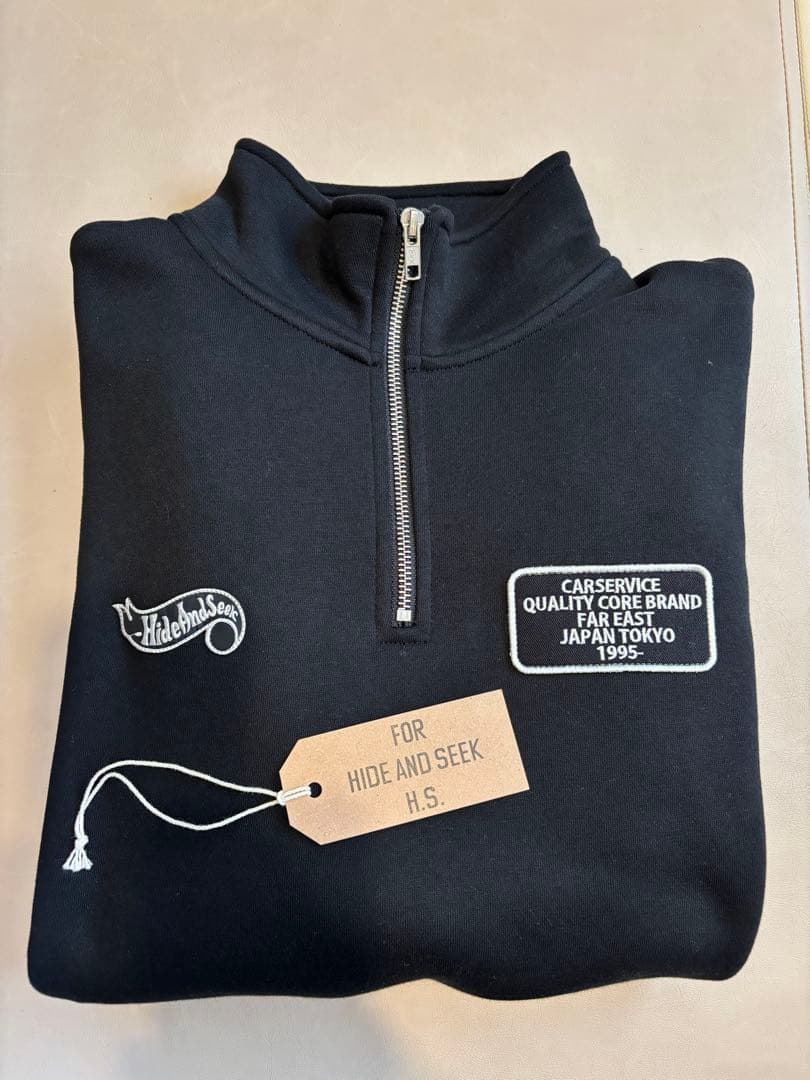 HideAndSeek
CARSERVICE
QUALITY CORE BRAND
FAR EAST
JAPAN TOKYO
1995-
FOR
HIDE AND SEEK
H.S.